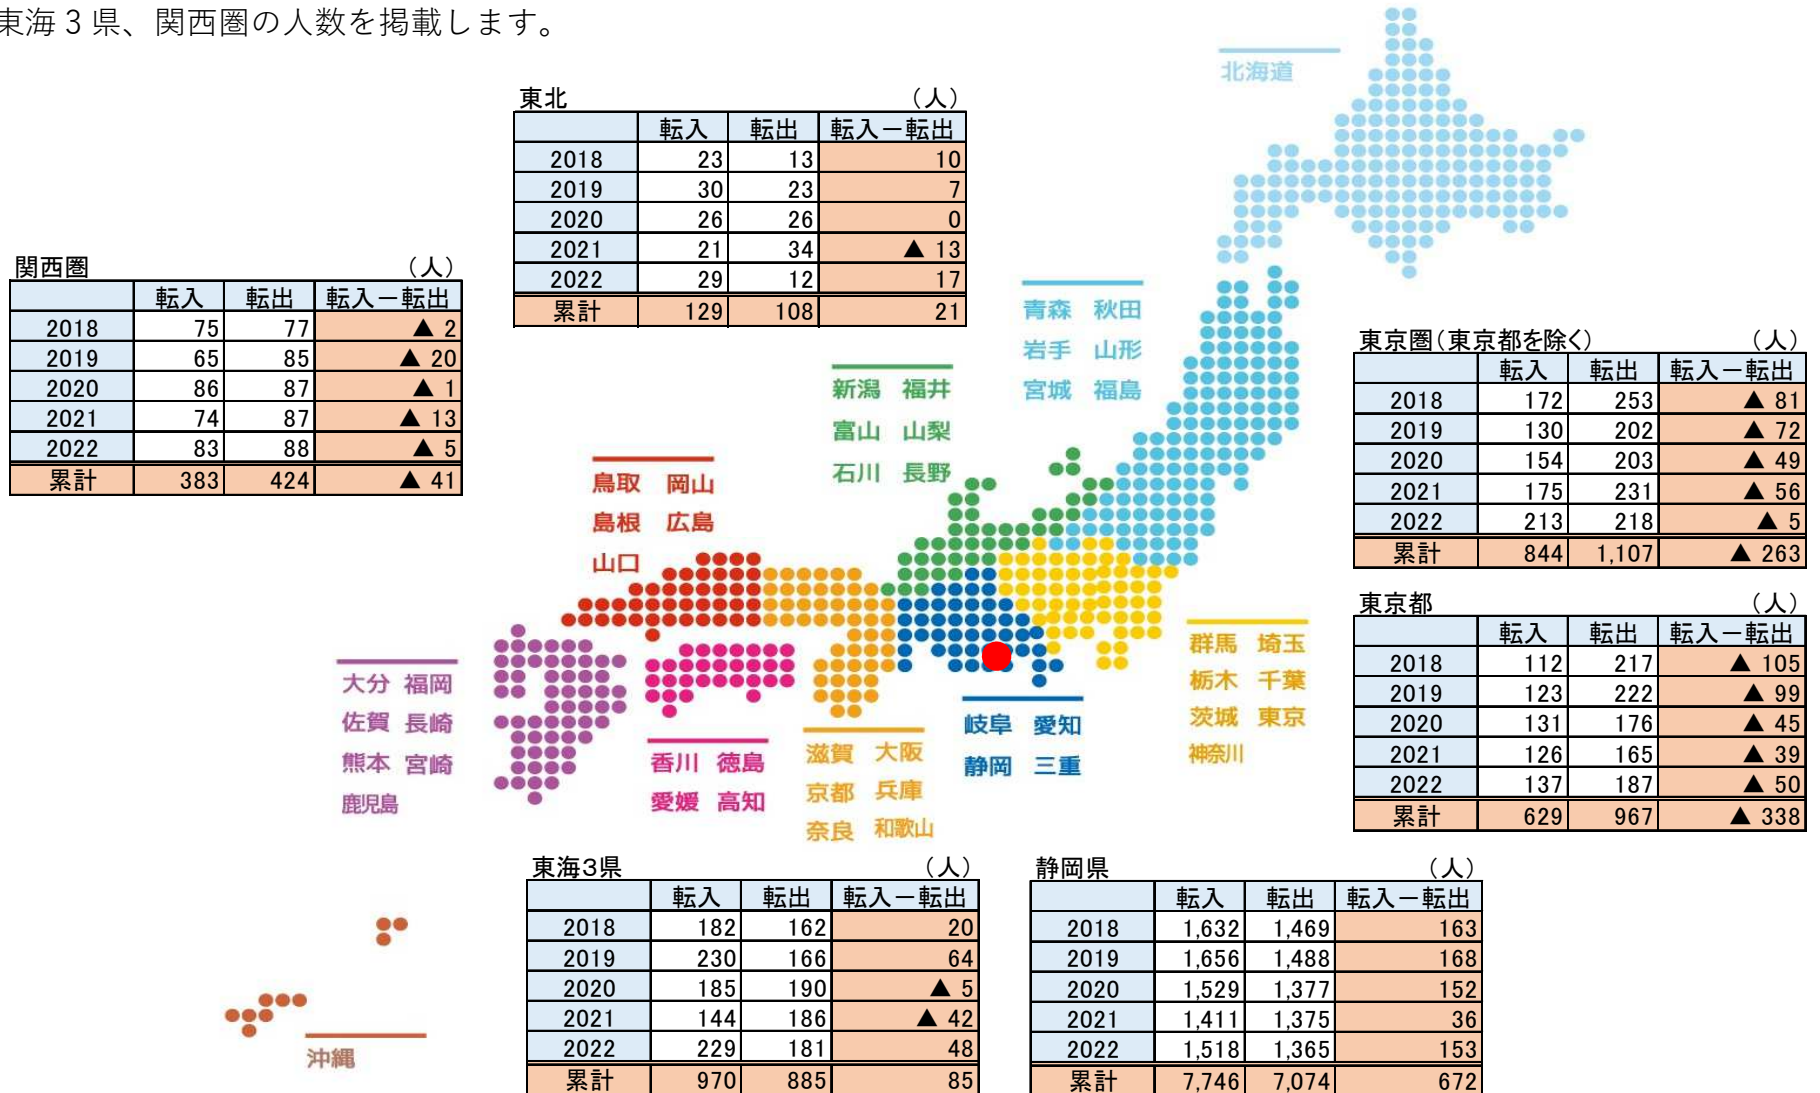 東海３県、関西圏の人数を掲載します。
北海道
東北 （人）
転入 転出 転入－転出
2018 23 13 10
2019 30 23 7
2020 26 26 0
2021 21 34 ▲ 13
2022 29 12 17
累計 129 108 21
関西圏 （人）
転入 転出 転入－転出
2018 75 77 ▲ 2
2019 65 85 ▲ 20
2020 86 87 ▲ 1
2021 74 87 ▲ 13
2022 83 88 ▲ 5
累計 383 424 ▲ 41
青森 秋田
岩手 山形
宮城 福島
東京圏（東京都を除く） （人）
転入 転出 転入－転出
2018 172 253 ▲ 81
2019 130 202 ▲ 72
2020 154 203 ▲ 49
2021 175 231 ▲ 56
2022 213 218 ▲ 5
累計 844 1,107 ▲ 263
新潟 福井
富山 山梨
石川 長野
鳥取 岡山
島根 広島
山口
東京都 （人）
転入 転出 転入－転出
2018 112 217 ▲ 105
2019 123 222 ▲ 99
2020 131 176 ▲ 45
2021 126 165 ▲ 39
2022 137 187 ▲ 50
累計 629 967 ▲ 338
群馬 埼玉
栃木 千葉
茨城 東京
神奈川
大分 福岡
佐賀 長崎
熊本 宮崎
鹿児島
岐阜 愛知
静岡 三重
香川 徳島
愛媛 高知
滋賀 大阪
京都 兵庫
奈良 和歌山
東海3県 （人）
転入 転出 転入－転出
2018 182 162 20
2019 230 166 64
2020 185 190 ▲ 5
2021 144 186 ▲ 42
2022 229 181 48
累計 970 885 85
静岡県 （人）
転入 転出 転入－転出
2018 1,632 1,469 163
2019 1,656 1,488 168
2020 1,529 1,377 152
2021 1,411 1,375 36
2022 1,518 1,365 153
累計 7,746 7,074 672
沖縄